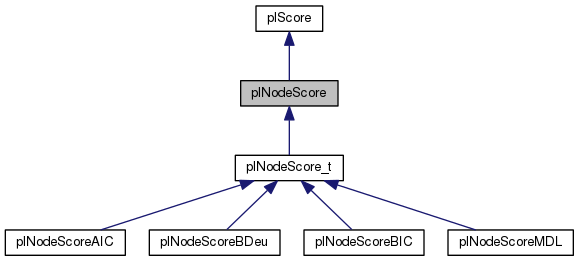 plScore
plNodeScore
plNodeScore_t
plNodeScoreAIC
plNodeScoreBDeu
plNodeScoreBIC
plNodeScoreMDL